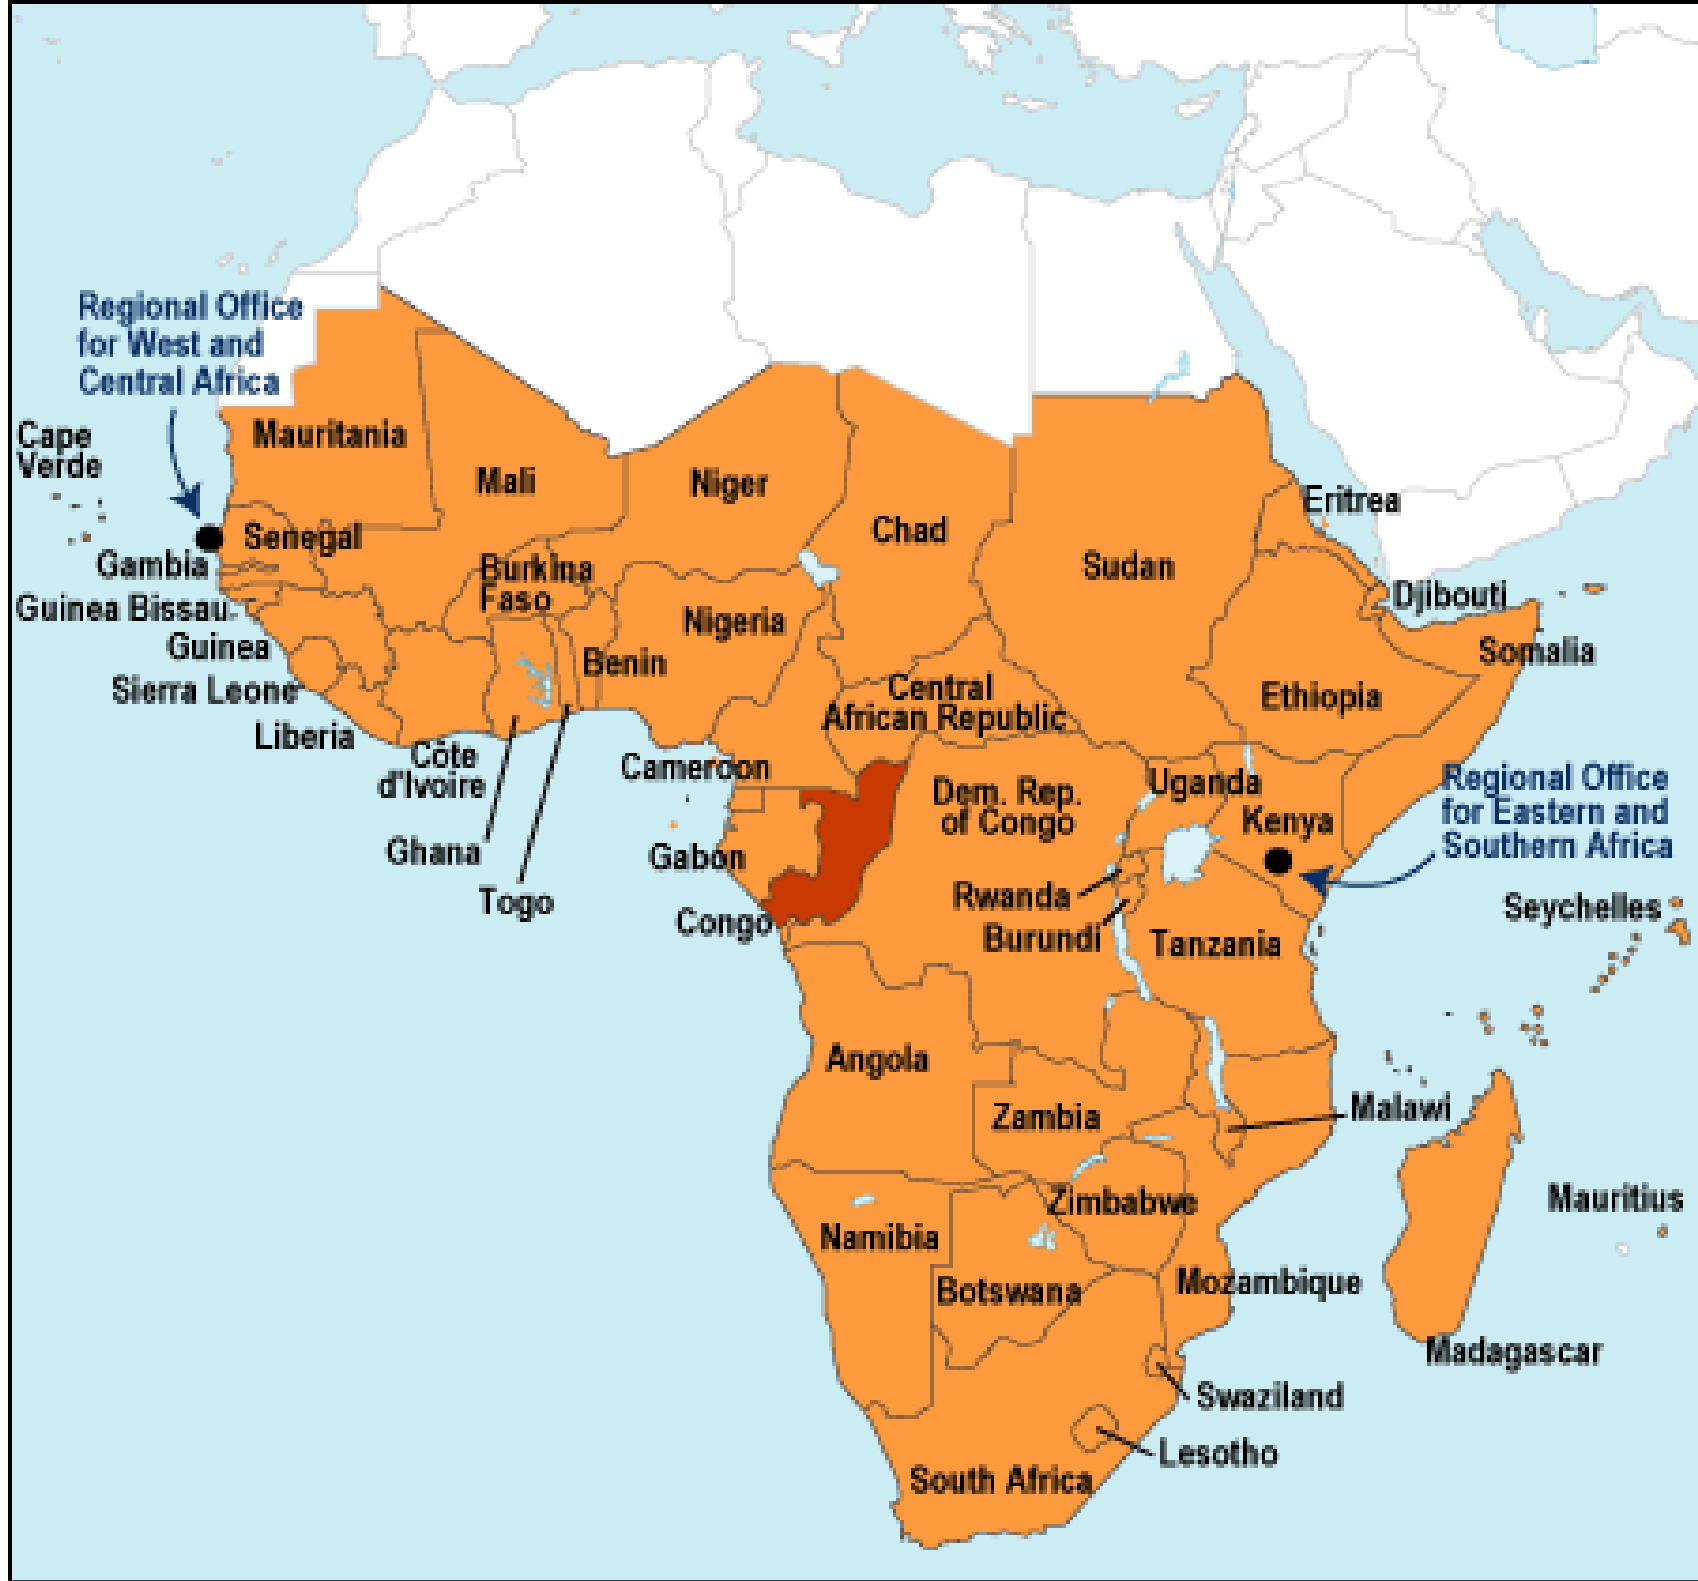 Regional Office
for West and
Central Africa
Cape
Verde
Mauritania
Mali
Niger
Chad
Sudan
Eritrea
Senegal
Gambia
Burkina
Faso
Djibouti
Guinea Bissau
Nigeria
Guinea
Benin
Somalia
Sierra Leone
Central
African Republic
Ethiopia
Liberia
Côte
d'Ivoire
Cameroon
Uganda
Regional Office
for Eastern and
Southern Africa
Dem. Rep.
of Congo
Kenya
Ghana
Gabon
Togo
Rwanda
Seychelles
Congo
Burundi
Tanzania
Angola
Zambia
Malawi
Zimbabwe
Mauritius
Namibia
Botswana
Mozambique
Madagascar
Swaziland
Lesotho
South Africa